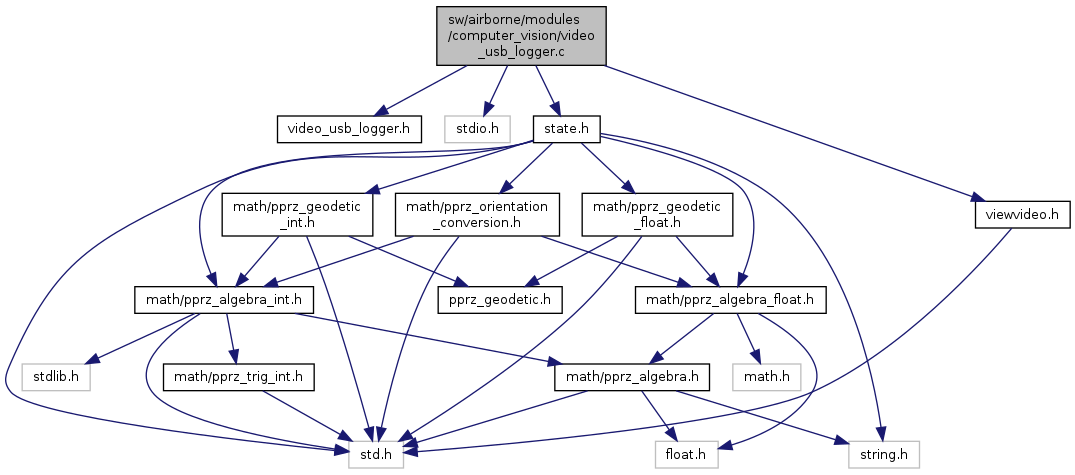 sw/airborne/modules
/computer_vision/video
_usb_logger.c
video_usb_logger.h
stdio.h
state.h
math/pprz_geodetic
_int.h
math/pprz_orientation
_conversion.h
math/pprz_geodetic
_float.h
viewvideo.h
math/pprz_algebra_int.h
pprz_geodetic.h
math/pprz_algebra_float.h
stdlib.h
math/pprz_trig_int.h
math/pprz_algebra.h
math.h
std.h
float.h
string.h